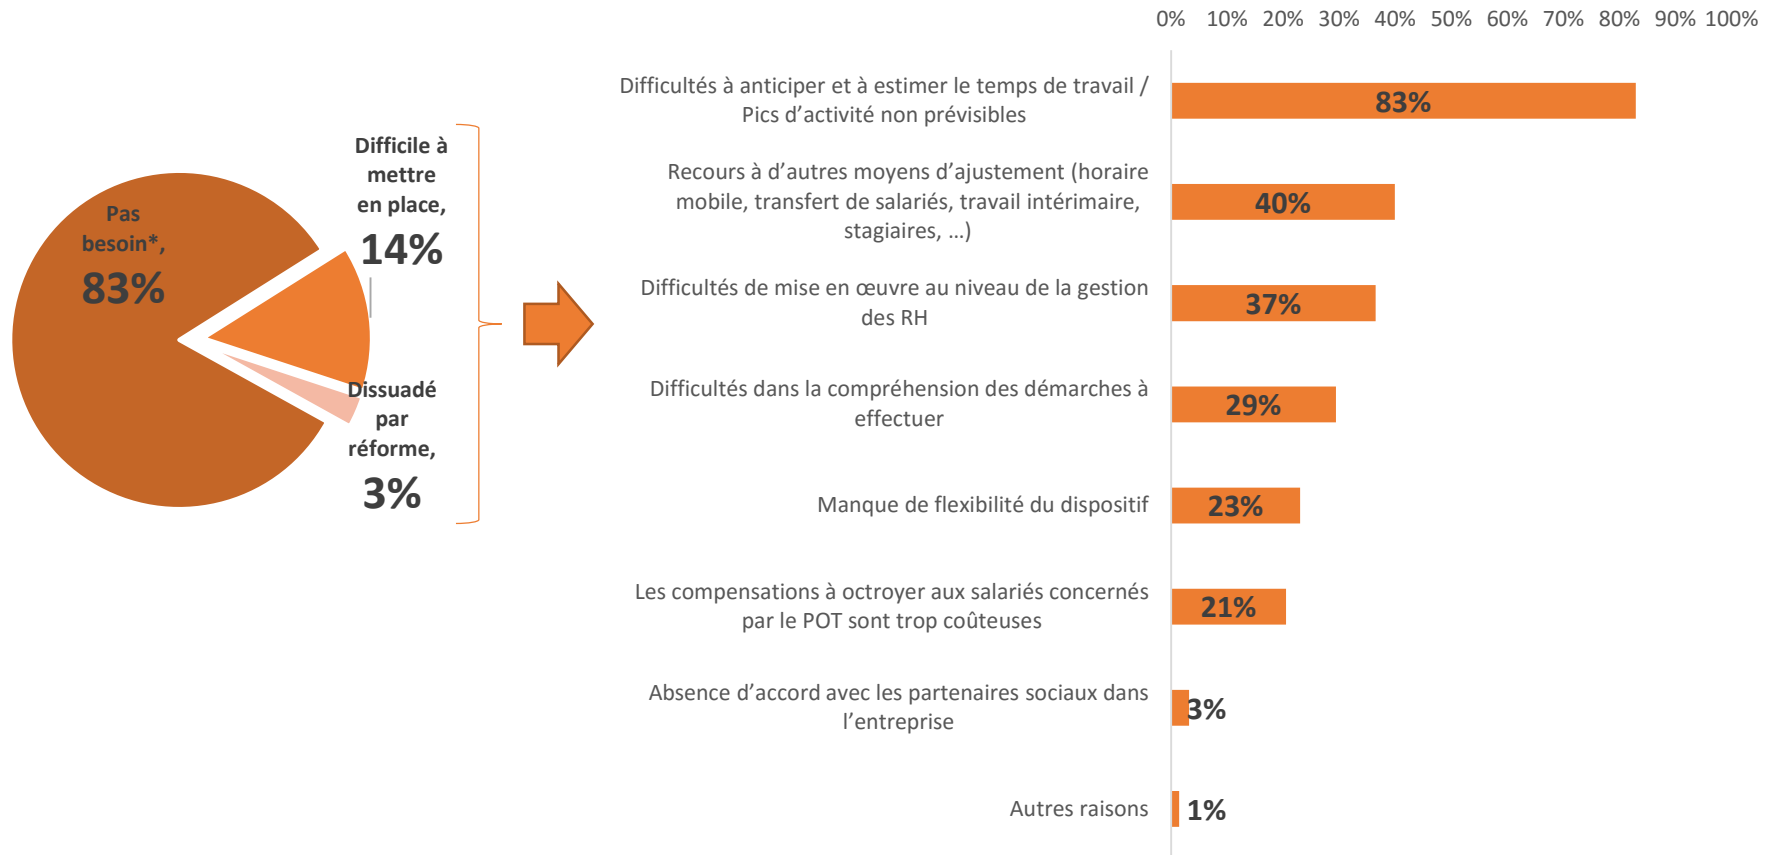 Pas
besoin*,
83%
Difficile à
mettre
en place,
14%
Dissuadé
par
réforme,
3%
0% 10% 20% 30% 40% 50% 60% 70% 80% 90% 100%
Difficultés à anticiper et à estimer le temps de travail /
Pics d’activité non prévisibles
83%
Recours à d’autres moyens d’ajustement (horaire
mobile, transfert de salariés, travail intérimaire,
stagiaires, …)
40%
Difficultés de mise en œuvre au niveau de la gestion
des RH
37%
Difficultés dans la compréhension des démarches à
effectuer
29%
Manque de flexibilité du dispositif
23%
Les compensations à octroyer aux salariés concernés
par le POT sont trop coûteuses
21%
Absence d’accord avec les partenaires sociaux dans
l’entreprise
3%
Autres raisons
1%